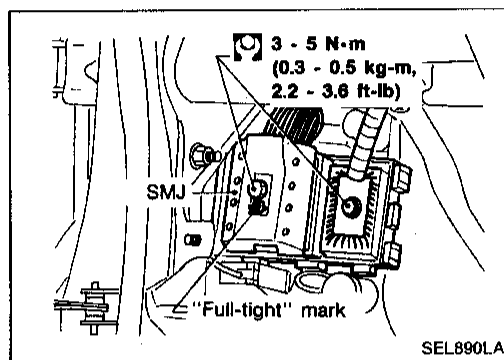 3 - 5 N·m
(0.3 - 0.5 kg-m,
2.2 - 3.6 ft-lb)
SMJ
"Full-tight" mark
SEL890LA